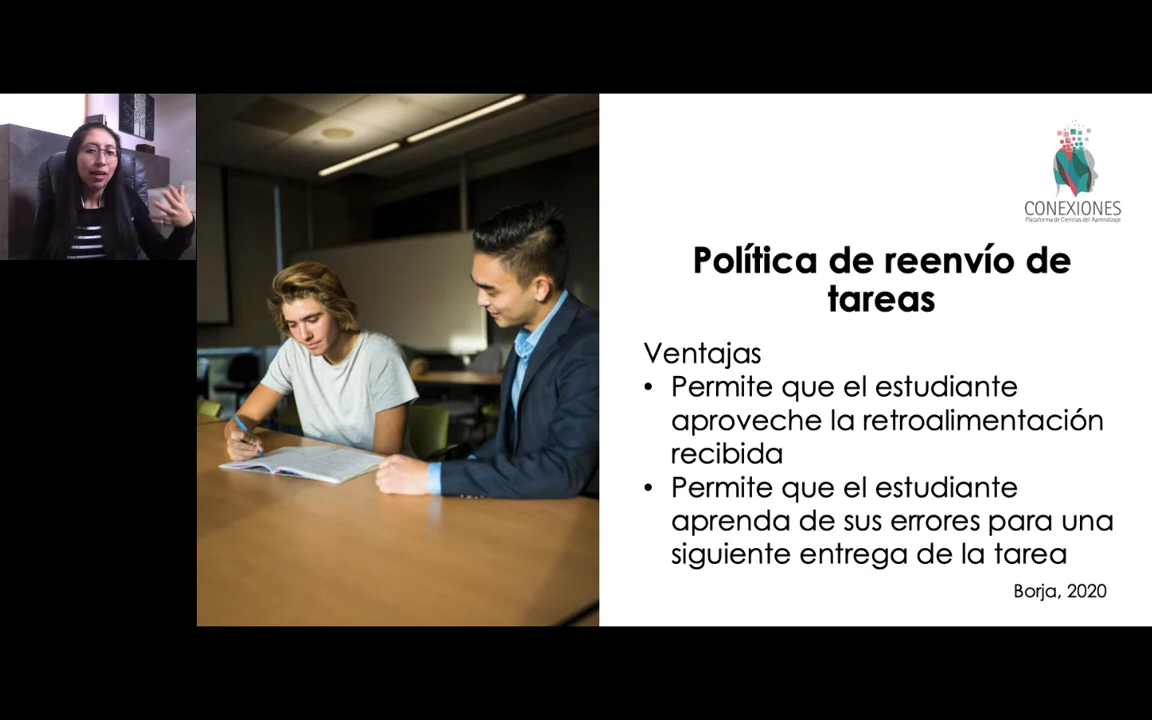 CONEXIONES
Plataforma de Ciencias del Aprendizaje
Política de reenvío de
tareas
Ventajas
• Permite que el estudiante
aproveche la retroalimentación
recibida
• Permite que el estudiante
aprenda de sus errores para una
siguiente entrega de la tarea
Borja, 2020